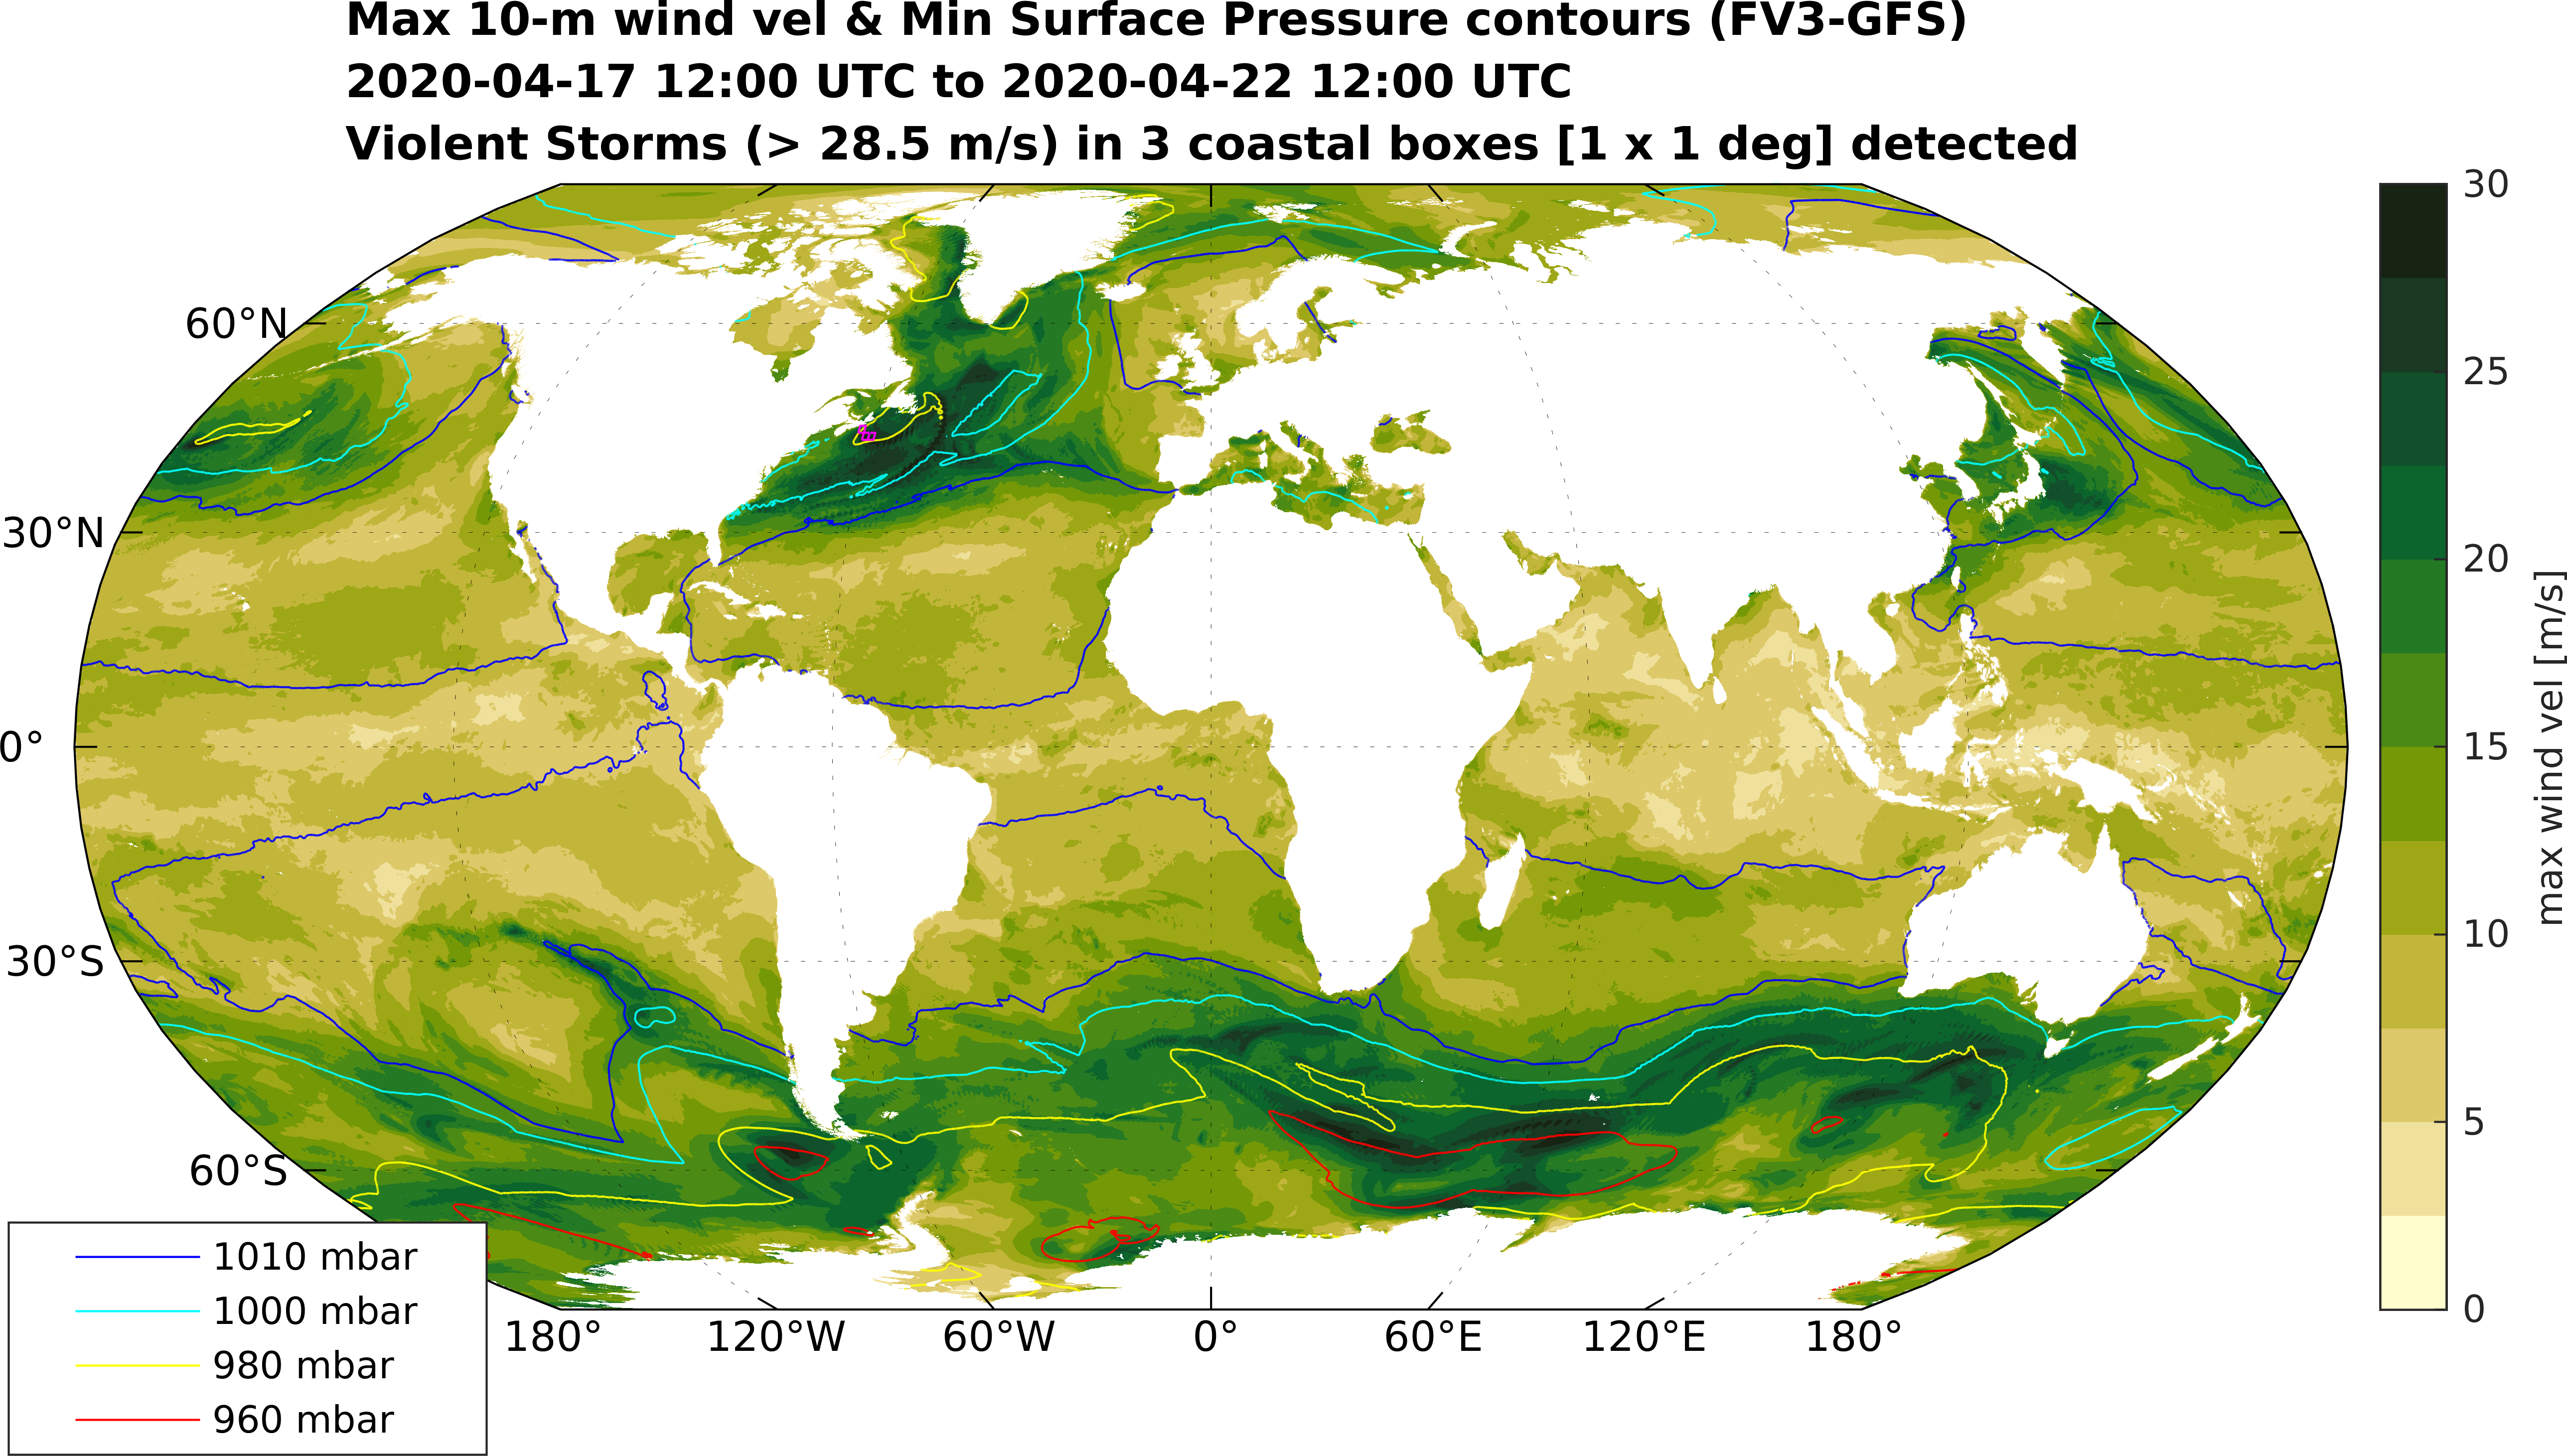 Max 10-m wind vel & Min Surface Pressure contours (FV3-GFS)
2020-04-17 12:00 UTC to 2020-04-22 12:00 UTC
Violent Storms (> 28.5 m/s) in 3 coastal boxes [1 x 1 deg] detected
60°N
30°N
0°
30°S
60°S
180°
120°W
60°W
0°
60°E
120°E
180°
1010 mbar
1000 mbar
980 mbar
960 mbar
30
25
20
15
10
5
0
max wind vel [m/s]